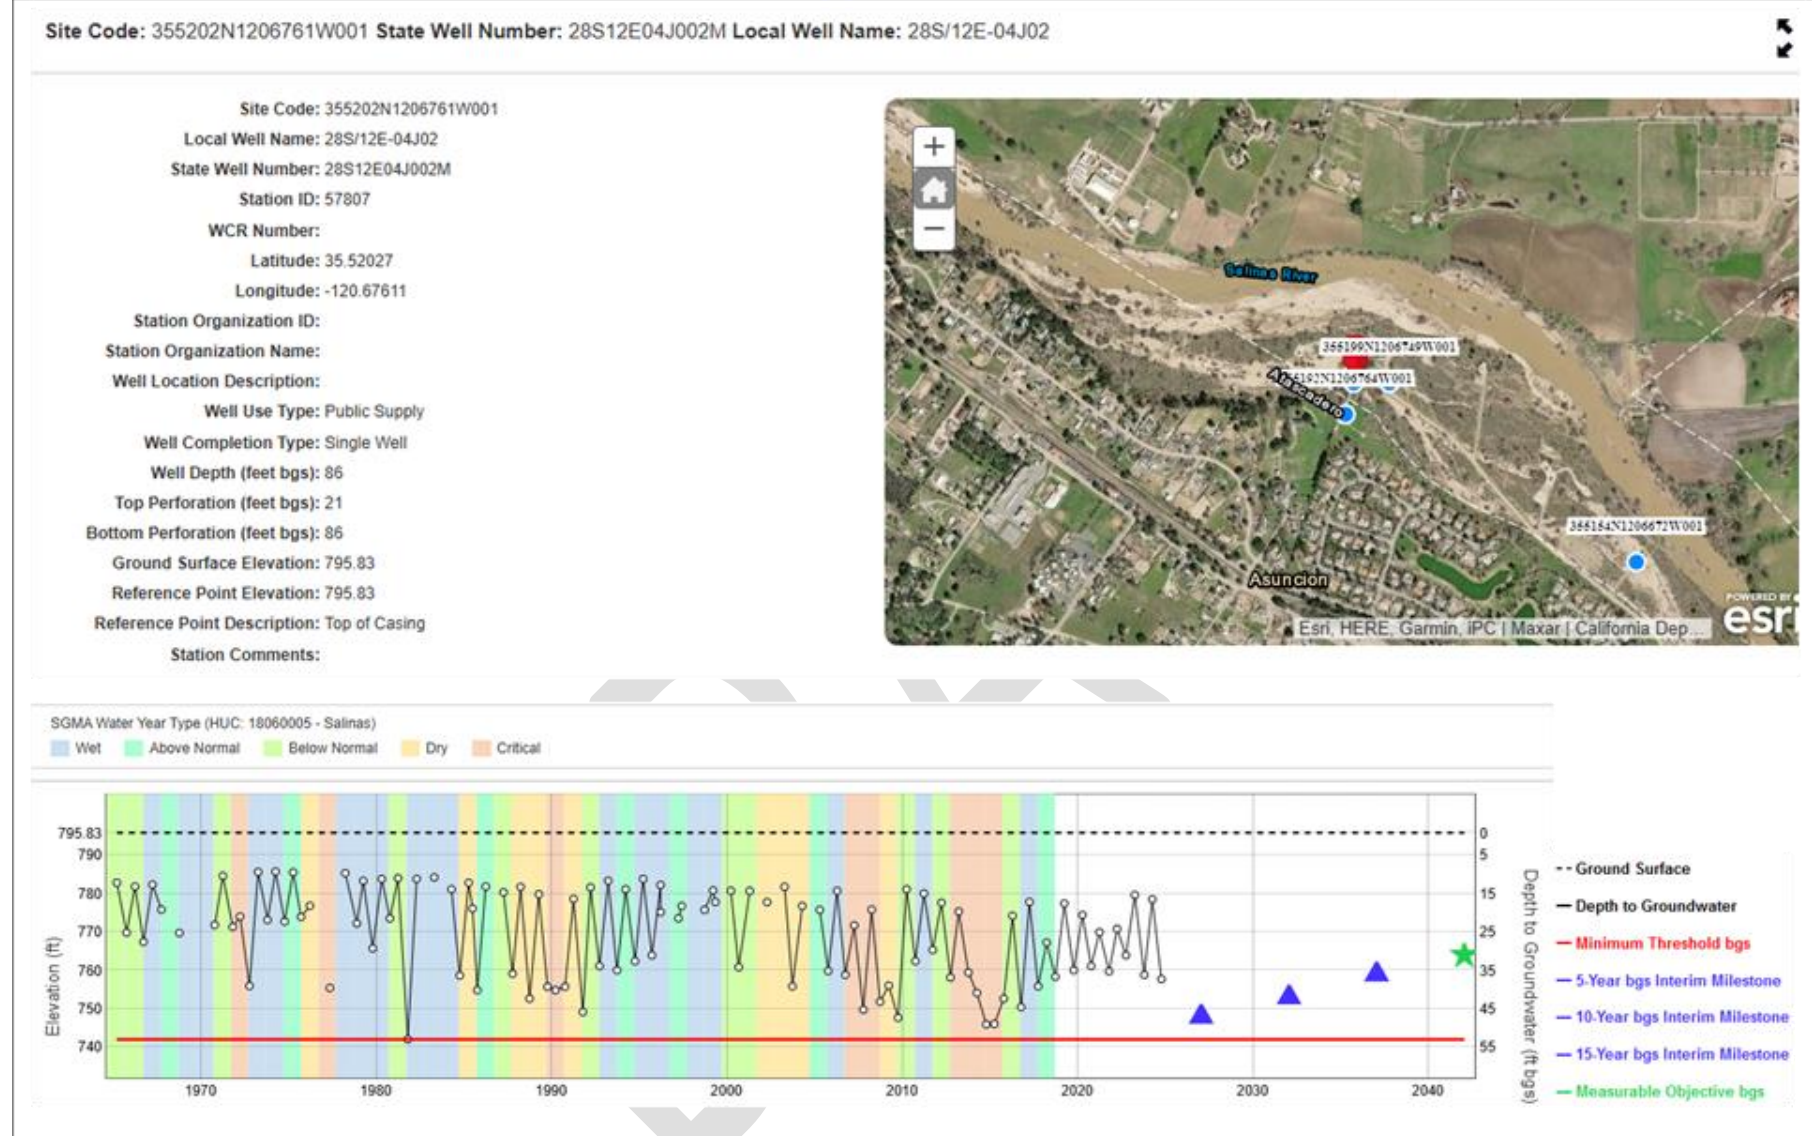 Site Code: 355202N1206761W001 State Well Number: 28S12E04J002M Local Well Name: 28S/12E-04J02
Site Code: 355202N1206761W001
Local Well Name: 28S/12E-04J02
State Well Number: 28S12E04J002M
Station ID: 57807
WCR Number:
Latitude: 35.52027
Longitude: -120.67611
Station Organization ID:
Station Organization Name:
Well Location Description:
Well Use Type: Public Supply
Well Completion Type: Single Well
Well Depth (feet bgs): 86
Top Perforation (feet bgs): 21
Bottom Perforation (feet bgs): 86
Ground Surface Elevation: 795.83
Reference Point Elevation: 795.83
Reference Point Description: Top of Casing
Station Comments:
+
−
Salinas River
355199N1206749W001
55192N1206764W001
Atascadero
355154N1206672W001
Asuncion
POWERED BY
esri
Esri, HERE, Garmin, iPC | Maxar | California Dep...
SGMA Water Year Type (HUC: 18060005 - Salinas)
Wet Above Normal Below Normal Dry Critical
Elevation (ft)
795.83
790
780
770
760
750
740
1970 1980 1990 2000 2010 2020 2030 2040
0
5
15
25
35
45
55
Depth to Groundwater (ft bgs)
Ground Surface
Depth to Groundwater
Minimum Threshold bgs
5-Year bgs Interim Milestone
10-Year bgs Interim Milestone
15-Year bgs Interim Milestone
Measurable Objective bgs